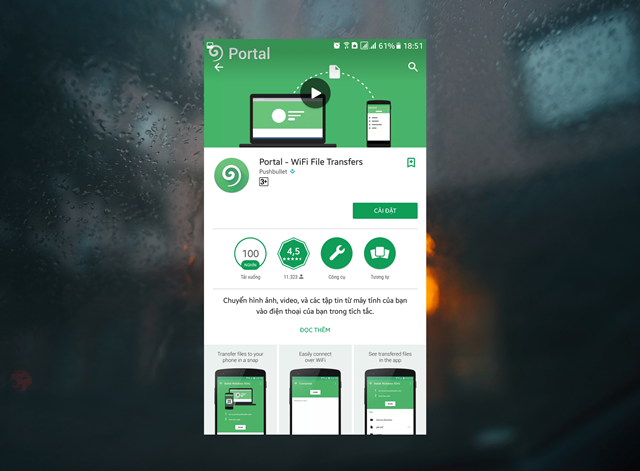 61% 18:51
Portal
Portal - WiFi File Transfers
Pushbullet
3+
CÀI ĐẶT
100
NGHÌN
4,5
Tải xuống
11.323
Công cụ
Tương tự
Chuyển hình ảnh, video, và các tập tin từ máy tính của bạn
vào điện thoại của bạn trong tích tắc.
ĐỌC THÊM
Transfer files to your
phone in a snap
Easily connect
over WiFi
See transfered files
in the app